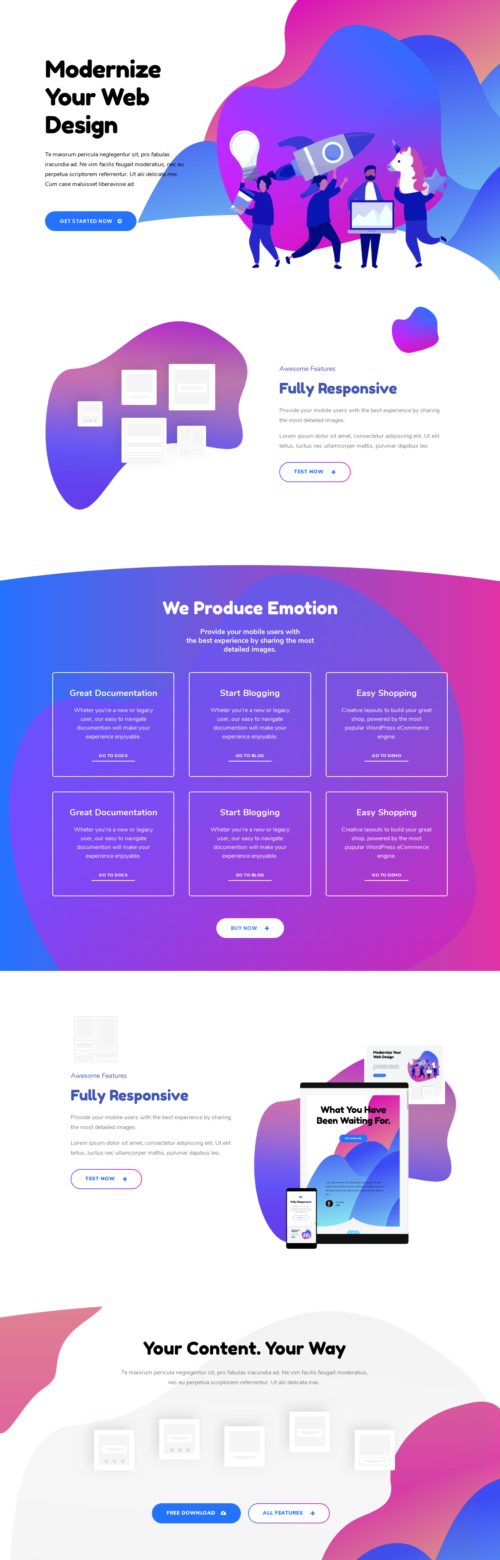 Modernize
Your Web
Design
Te maiorum pericula neglegentur sit, pro fabulas
iracundia ad. Ne vim facilis feugait moderatius, nec eu
perpetua scriptorem referrentur. Ut alii delicata mei.
Cum case maluisset liberavisse ad.
GET STARTED NOW
Awesome Features
Fully Responsive
Provide your mobile users with the best experience by sharing
the most detailed images.
Lorem ipsum dolor sit amet, consectetur adipiscing elit. Ut elit
tellus, luctus nec ullamcorper mattis, pulvinar dapibus leo.
TEST NOW
We Produce Emotion
Provide your mobile users with
the best experience by sharing the most
detailed images.
Great Documentation
Wheter you're a new or legacy
user, our easy to navigate
documention will make your
experience enjoyable.
GO TO DOCS
Start Blogging
Wheter you're a new or legacy
user, our easy to navigate
documention will make your
experience enjoyable.
GO TO BLOG
Easy Shopping
Creative layouts to build your great
shop, powered by the most
popular WordPress eCommerce
engine.
GO TO DEMO
Great Documentation
Wheter you're a new or legacy
user, our easy to navigate
documention will make your
experience enjoyable.
GO TO DOCS
Start Blogging
Wheter you're a new or legacy
user, our easy to navigate
documention will make your
experience enjoyable.
GO TO BLOG
Easy Shopping
Creative layouts to build your great
shop, powered by the most
popular WordPress eCommerce
engine.
GO TO DEMO
BUY NOW
Awesome Features
Fully Responsive
Provide your mobile users with the best experience by sharing
the most detailed images.
Lorem ipsum dolor sit amet, consectetur adipiscing elit. Ut elit
tellus, luctus nec ullamcorper mattis, pulvinar dapibus leo.
TEST NOW
Modernize Your
Web Design
What You Have
Been Waiting For.
Fully Responsive
Your Content. Your Way
Te maiorum pericula neglegentur sit, pro fabulas iracundia ad. Ne vim facilis feugait moderatius,
nec eu perpetua scriptorem referrentur. Ut alii delicata mei.
FREE DOWNLOAD
ALL FEATURES